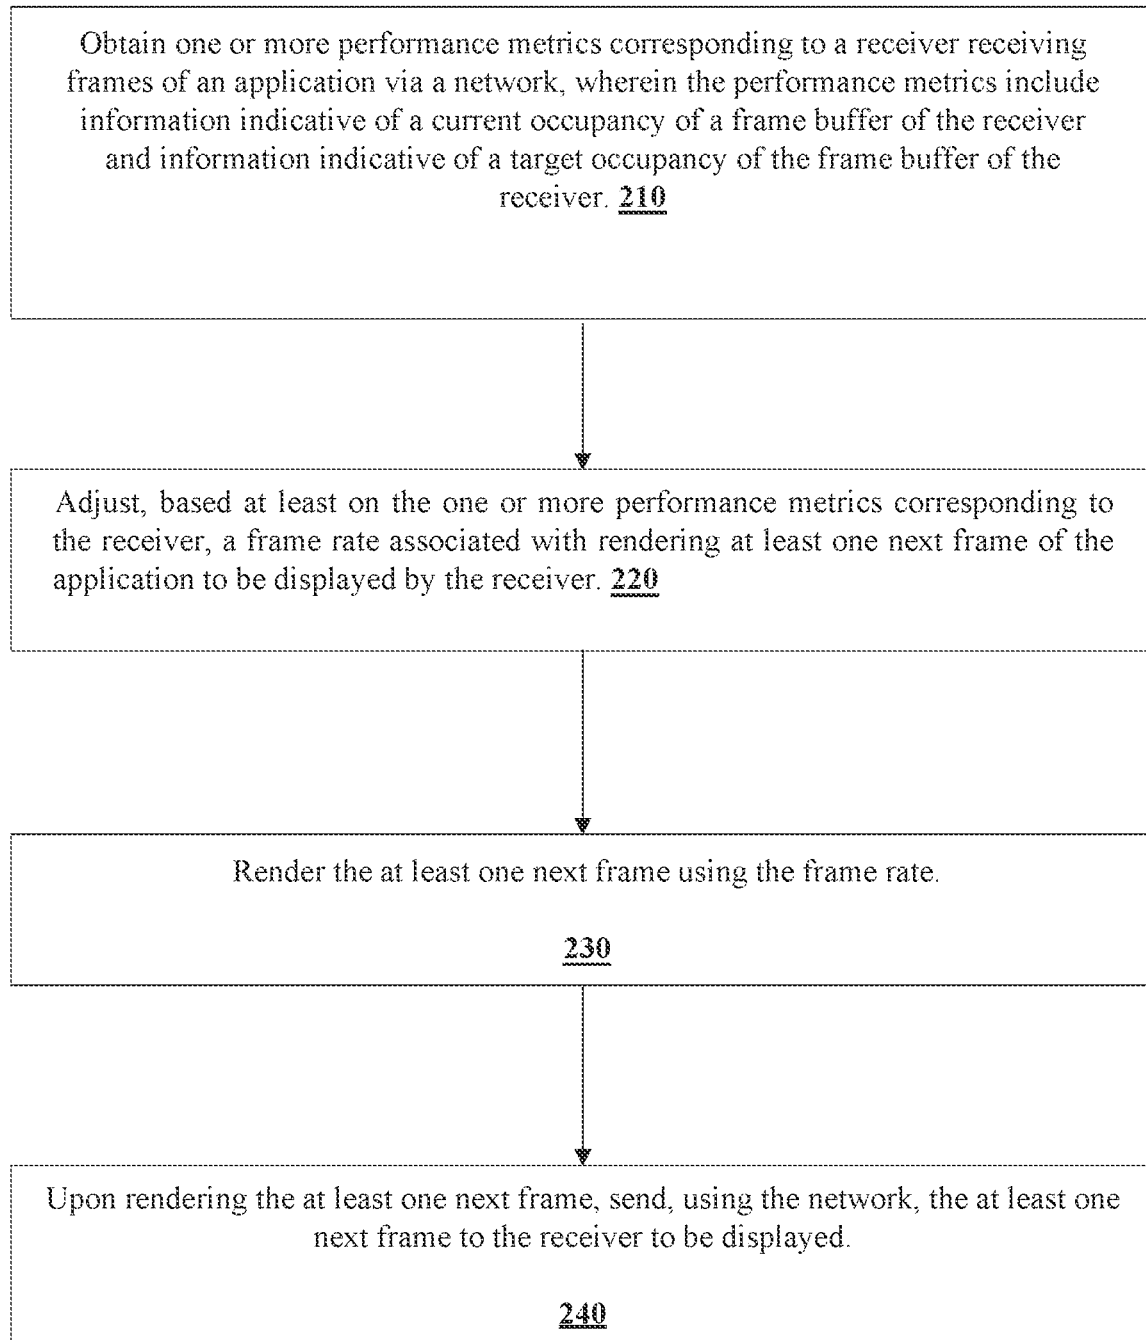 Obtain one or more performance metrics corresponding to a receiver receiving
frames of an application via a network, wherein the performance metrics include
information indicative of a current occupancy of a frame buffer of the receiver
and information indicative of a target occupancy of the frame buffer of the
receiver. 210
Adjust, based at least on the one or more performance metrics corresponding to
the receiver, a frame rate associated with rendering at least one next frame of the
application to be displayed by the receiver. 220
Render the at least one next frame using the frame rate.
230
Upon rendering the at least one next frame, send, using the network, the at least one
next frame to the receiver to be displayed.
240